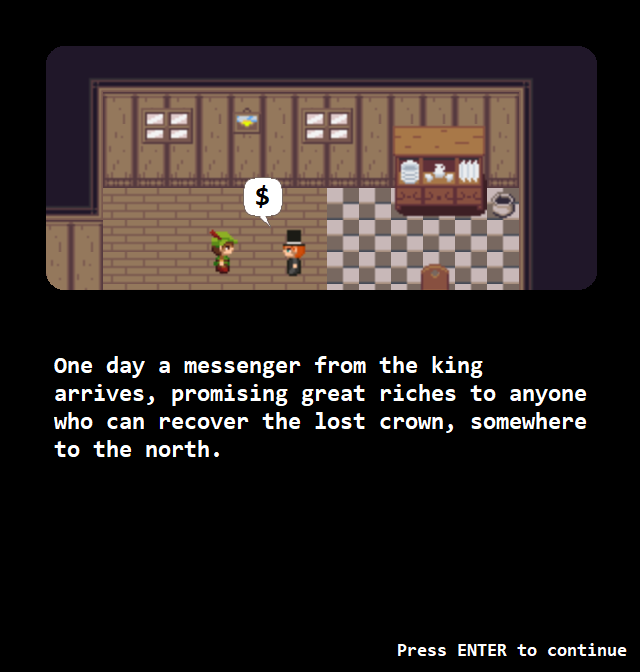 $
One day a messenger from the king
arrives, promising great riches to anyone
who can recover the lost crown, somewhere
to the north.
Press ENTER to continue